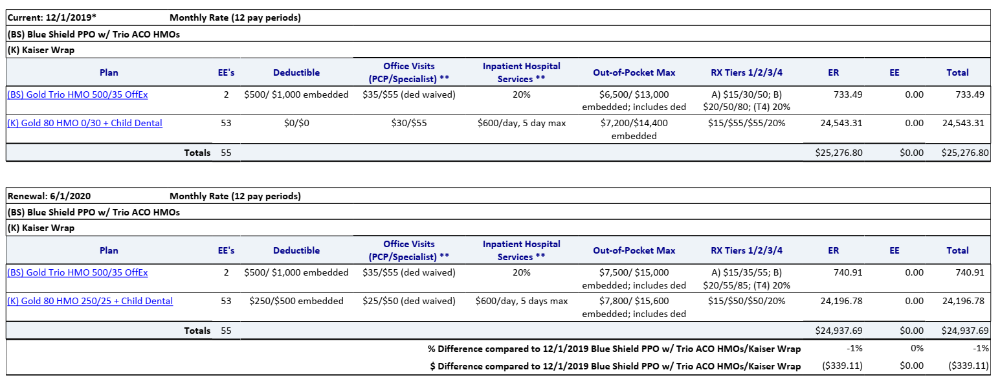 Current: 12/1/2019* Monthly Rate (12 pay periods)
(BS) Blue Shield PPO w/ Trio ACO HMOs
(K) Kaiser Wrap
Plan EE's Deductible Office Visits (PCP/Specialist) ** Inpatient Hospital Services ** Out-of-Pocket Max RX Tiers 1/2/3/4 ER EE Total
(BS) Gold Trio HMO 500/35 OffEx 2 $500/ $1,000 embedded $35/$55 (ded waived) 20% $6,500/ $13,000 embedded; includes ded A) $15/30/50; B) $20/50/80; (T4) 20% 733.49 0.00 733.49
(K) Gold 80 HMO 0/30 + Child Dental 53 $0/$0 $30/$55 $600/day, 5 day max $7,200/$14,400 embedded $15/$55/$55/20% 24,543.31 0.00 24,543.31
Totals 55 $25,276.80 $0.00 $25,276.80
Renewal: 6/1/2020 Monthly Rate (12 pay periods)
(BS) Blue Shield PPO w/ Trio ACO HMOs
(K) Kaiser Wrap
Plan EE's Deductible Office Visits (PCP/Specialist) ** Inpatient Hospital Services ** Out-of-Pocket Max RX Tiers 1/2/3/4 ER EE Total
(BS) Gold Trio HMO 500/35 OffEx 2 $500/ $1,000 embedded $35/$55 (ded waived) 20% $7,500/ $15,000 embedded; includes ded A) $15/35/55; B) $20/55/85; (T4) 20% 740.91 0.00 740.91
(K) Gold 80 HMO 250/25 + Child Dental 53 $250/$500 embedded $25/$50 (ded waived) $600/day, 5 days max $7,800/ $15,600 embedded; includes ded $15/$50/$50/20% 24,196.78 0.00 24,196.78
Totals 55 $24,937.69 $0.00 $24,937.69
% Difference compared to 12/1/2019 Blue Shield PPO w/ Trio ACO HMOs/Kaiser Wrap -1% 0% -1%
$ Difference compared to 12/1/2019 Blue Shield PPO w/ Trio ACO HMOs/Kaiser Wrap ($339.11) $0.00 ($339.11)